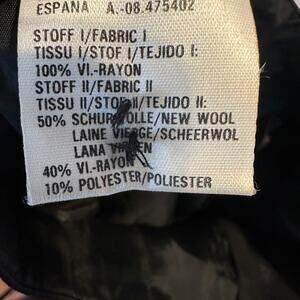 ESPANA A.-08.475402
STOFF I/FABRIC I
TISSU I/STOF I/TEJIDO I:
100% VI.-RAYON
STOFF II/FABRIC II
TISSU II/STOF II/TEJIDO II:
50% SCHURWOLLE/NEW WOOL
LAINE VIERGE/SCHEERWOL
LANA VIRGEN
40% VI.-RAYON
10% POLYESTER/POLIESTER